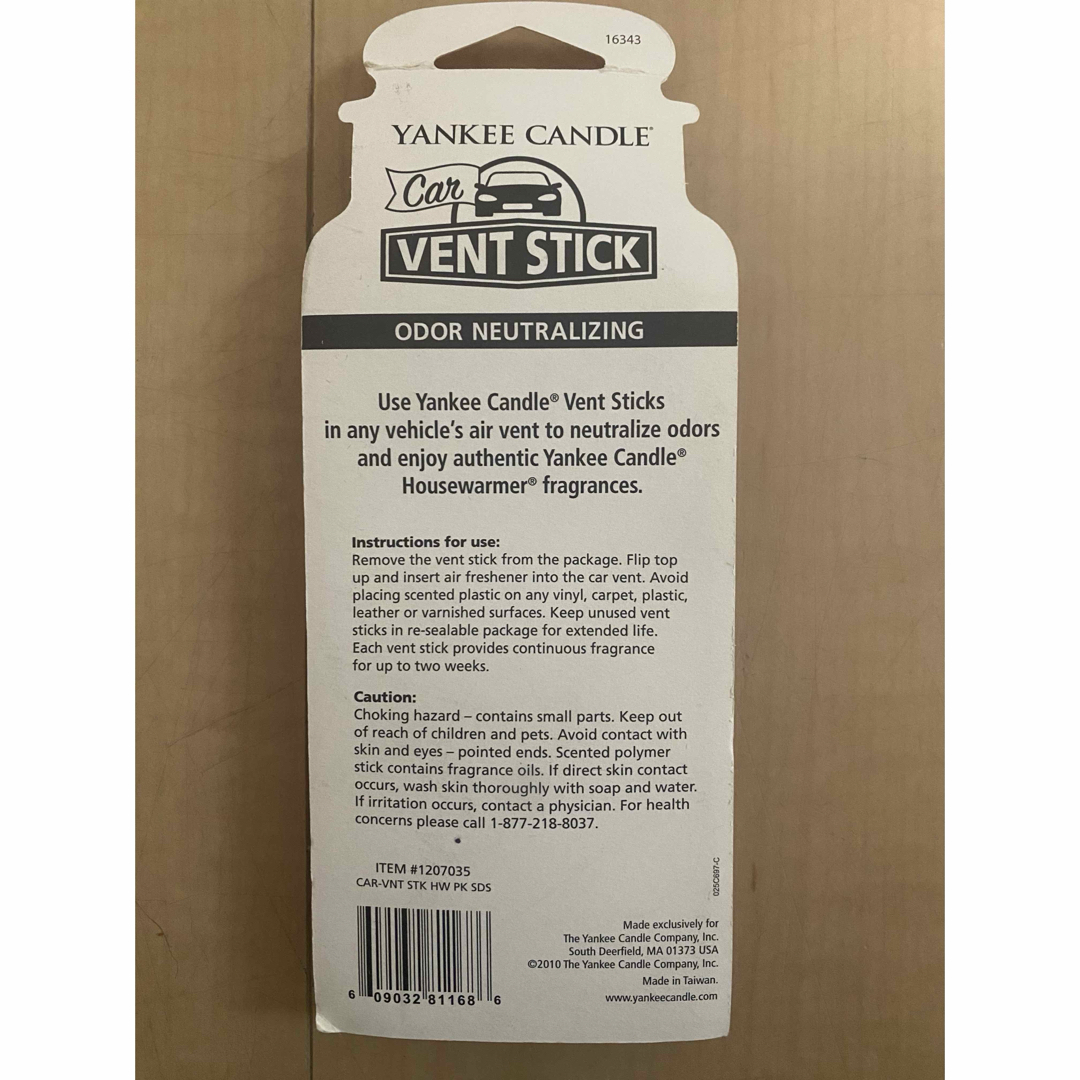 16343
YANKEE CANDLE®
Car
VENT STICK
ODOR NEUTRALIZING
Use Yankee Candle® Vent Sticks
in any vehicle's air vent to neutralize odors
and enjoy authentic Yankee Candle®
Housewarmer® fragrances.
Instructions for use:
Remove the vent stick from the package. Flip top
up and insert air freshener into the car vent. Avoid
placing scented plastic on any vinyl, carpet, plastic,
leather or varnished surfaces. Keep unused vent
sticks in re-sealable package for extended life.
Each vent stick provides continuous fragrance
for up to two weeks.
Caution:
Choking hazard – contains small parts. Keep out
of reach of children and pets. Avoid contact with
skin and eyes – pointed ends. Scented polymer
stick contains fragrance oils. If direct skin contact
occurs, wash skin thoroughly with soap and water.
If irritation occurs, contact a physician. For health
concerns please call 1-877-218-8037.
ITEM #1207035
CAR-VNT STK HW PK SDS
025C697-C
Made exclusively for
The Yankee Candle Company, Inc.
South Deerfield, MA 01373 USA
©2010 The Yankee Candle Company, Inc.
Made in Taiwan.
www.yankeecandle.com
6 09032 81168 6